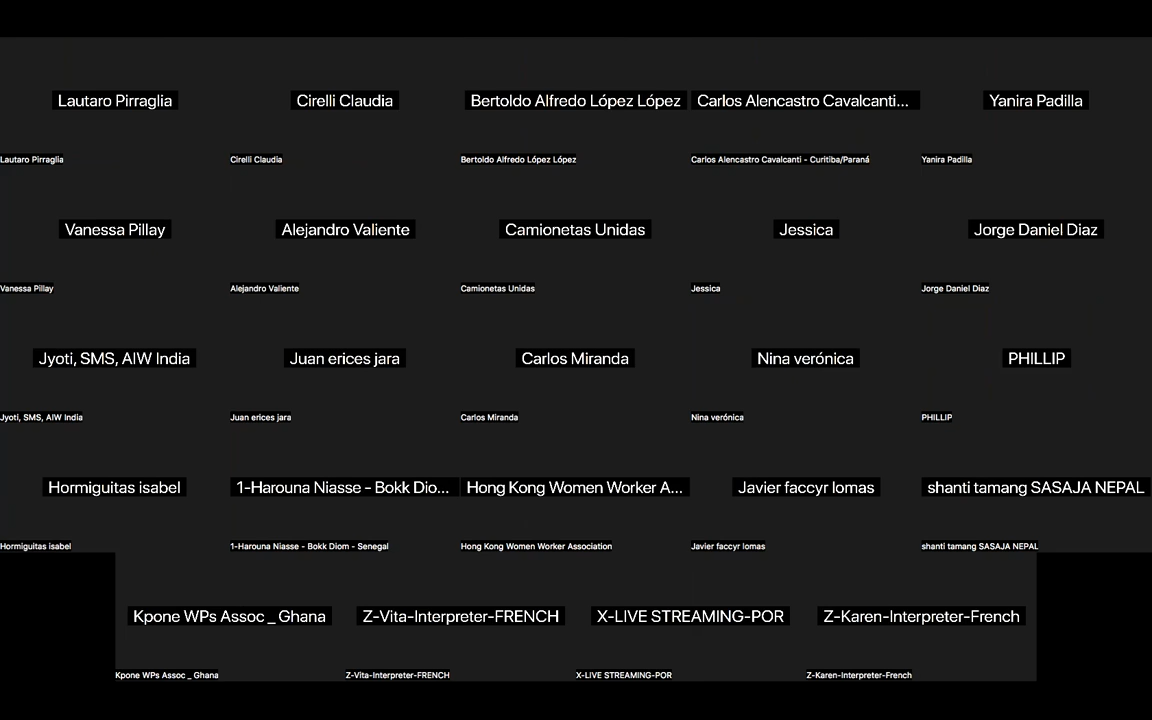 Lautaro Pirraglia
Cirelli Claudia
Bertoldo Alfredo López López
Carlos Alencastro Cavalcanti...
Yanira Padilla
Lautaro Pirraglia
Cirelli Claudia
Bertoldo Alfredo López López
Carlos Alencastro Cavalcanti - Curitiba/Paraná
Yanira Padilla
Vanessa Pillay
Alejandro Valiente
Camionetas Unidas
Jessica
Jorge Daniel Diaz
Vanessa Pillay
Alejandro Valiente
Camionetas Unidas
Jessica
Jorge Daniel Diaz
Jyoti, SMS, AIW India
Juan erices jara
Carlos Miranda
Nina verónica
PHILLIP
Jyoti, SMS, AIW India
Juan erices jara
Carlos Miranda
Nina verónica
PHILLIP
Hormiguitas isabel
1-Harouna Niasse - Bokk Dio...
Hong Kong Women Worker A...
Javier faccyr lomas
shanti tamang SASAJA NEPAL
Hormiguitas isabel
1-Harouna Niasse - Bokk Diom - Senegal
Hong Kong Women Worker Association
Javier faccyr lomas
shanti tamang SASAJA NEPAL
Kpone WPs Assoc _ Ghana
Z-Vita-Interpreter-FRENCH
X-LIVE STREAMING-POR
Z-Karen-Interpreter-French
Kpone WPs Assoc _ Ghana
Z-Vita-Interpreter-FRENCH
X-LIVE STREAMING-POR
Z-Karen-Interpreter-French